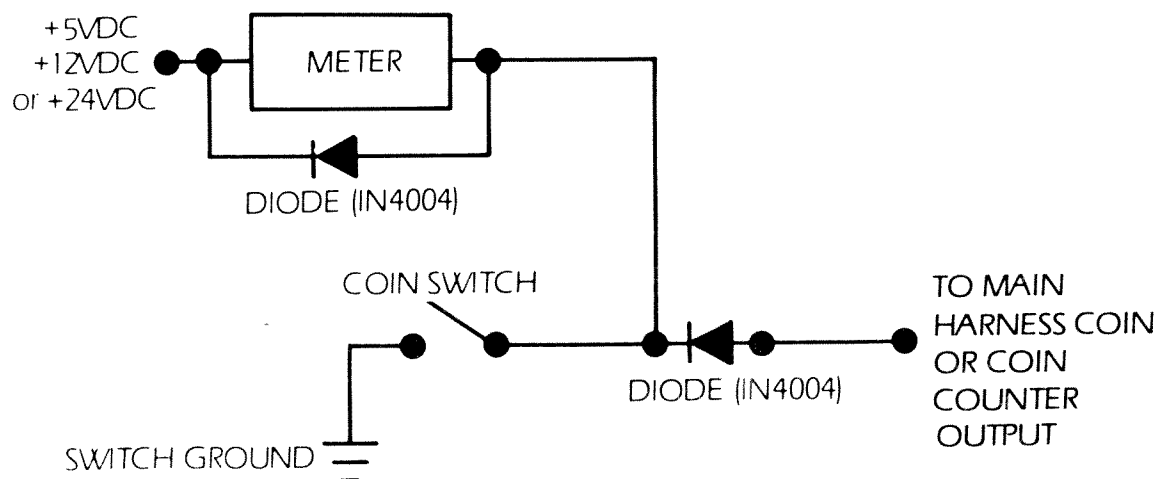 +5VDC
+12VDC
or +24VDC
METER
DIODE (IN4004)
COIN SWITCH
SWITCH GROUND
DIODE (IN4004)
TO MAIN
HARNESS COIN
OR COIN
COUNTER
OUTPUT